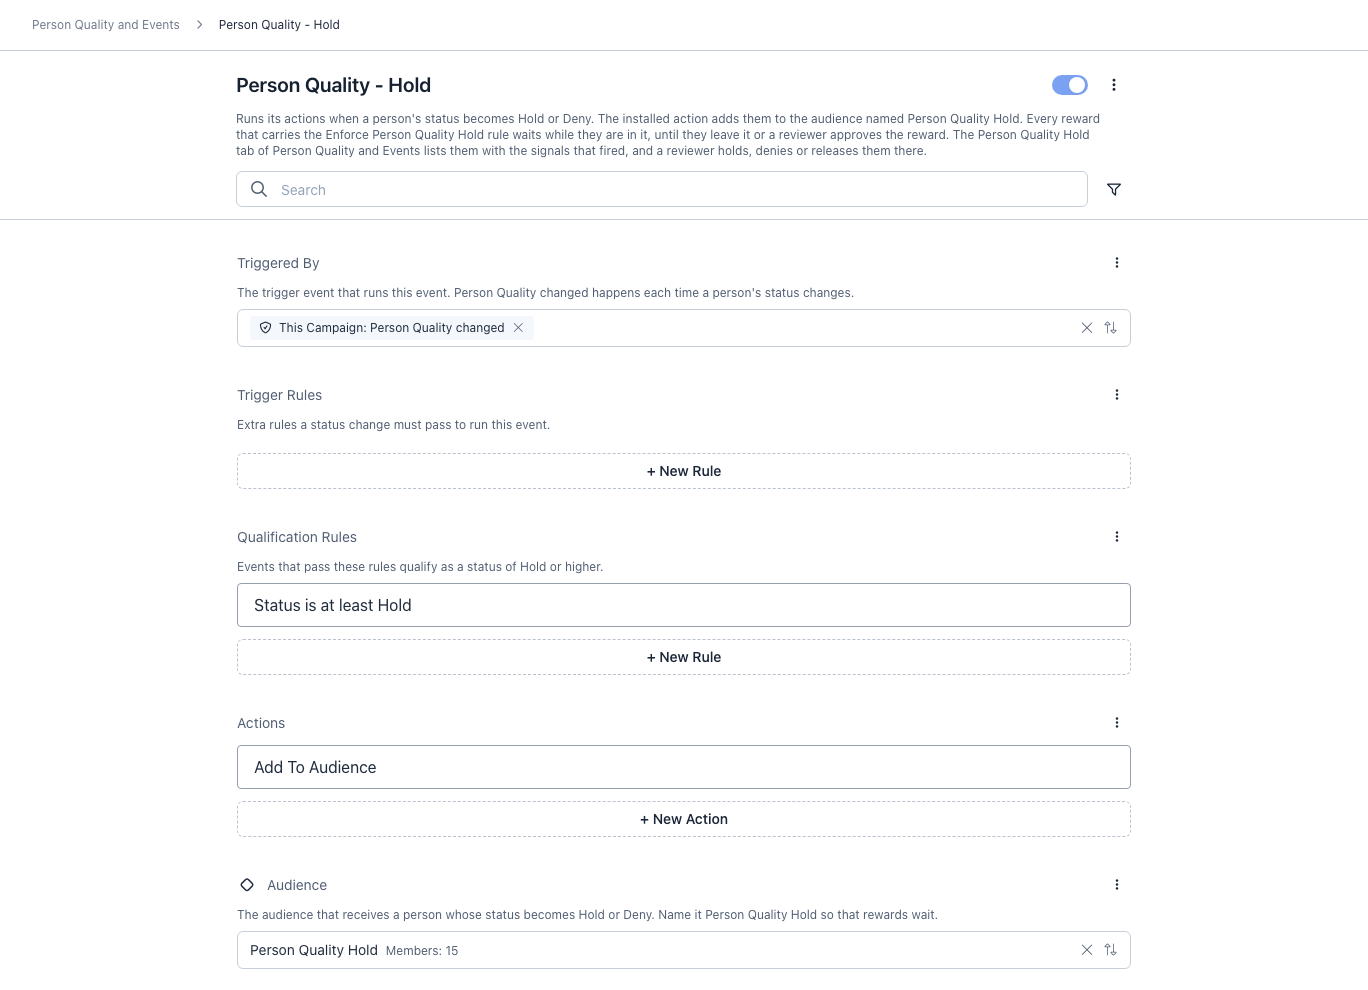 Person Quality and Events > Person Quality - Hold
Person Quality - Hold
Runs its actions when a person's status becomes Hold or Deny. The installed action adds them to the audience named Person Quality Hold. Every reward
that carries the Enforce Person Quality Hold rule waits while they are in it, until they leave it or a reviewer approves the reward. The Person Quality Hold
tab of Person Quality and Events lists them with the signals that fired, and a reviewer holds, denies or releases them there.
Search
Triggered By
The trigger event that runs this event. Person Quality changed happens each time a person's status changes.
This Campaign: Person Quality changed
Trigger Rules
Extra rules a status change must pass to run this event.
+ New Rule
Qualification Rules
Events that pass these rules qualify as a status of Hold or higher.
Status is at least Hold
+ New Rule
Actions
Add To Audience
+ New Action
Audience
The audience that receives a person whose status becomes Hold or Deny. Name it Person Quality Hold so that rewards wait.
Person Quality Hold Members: 15